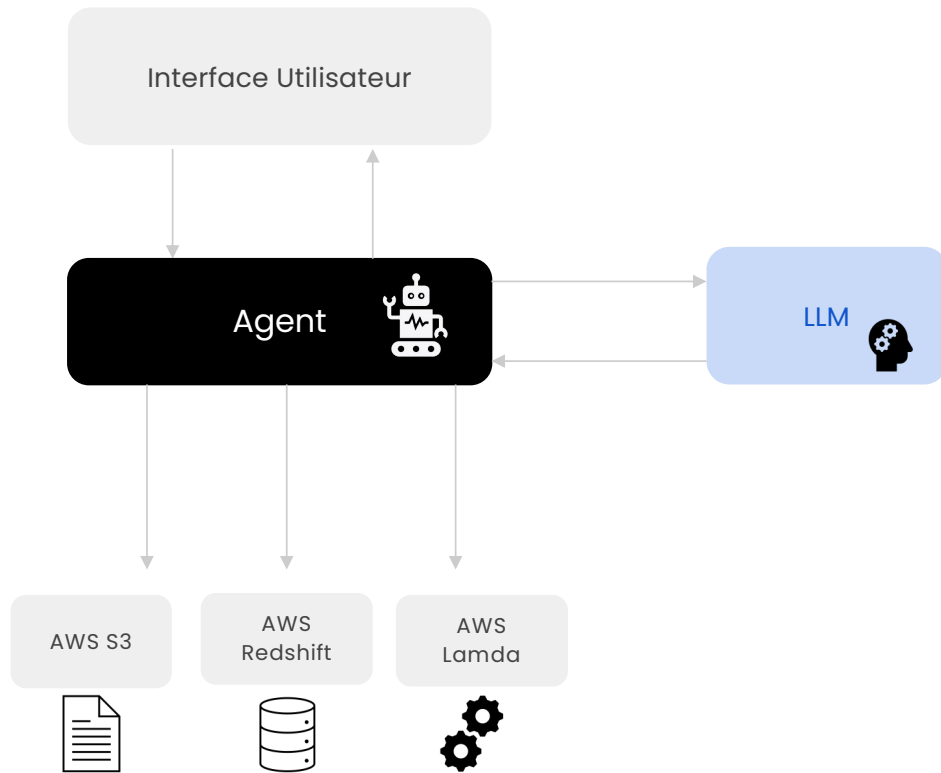 Interface Utilisateur
Agent
LLM
AWS S3
AWS
Redshift
AWS
Lamda